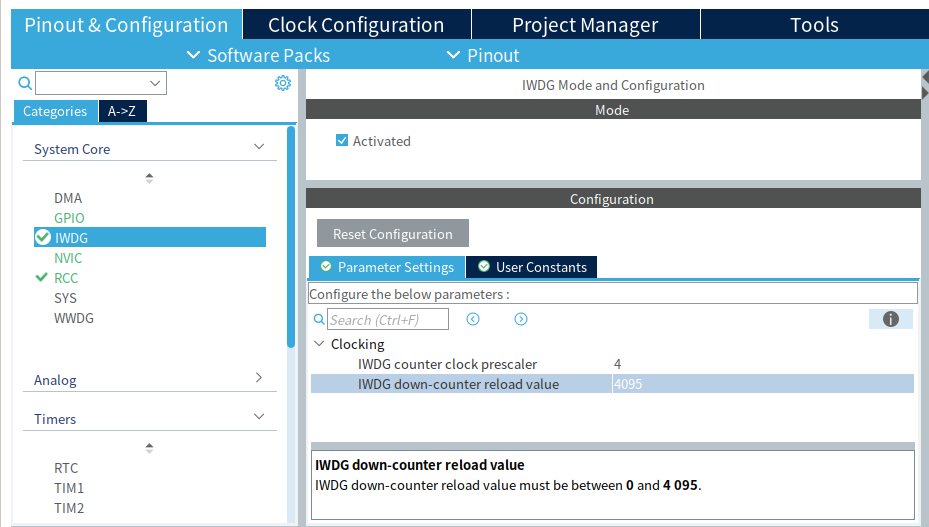 Pinout & Configuration Clock Configuration Project Manager Tools
Software Packs Pinout
Categories A->Z
System Core
DMA
GPIO
IWDG
NVIC
RCC
SYS
WWDG
Analog
Timers
RTC
TIM1
TIM2
IWDG Mode and Configuration
Mode
Activated
Configuration
Reset Configuration
Parameter Settings User Constants
Configure the below parameters :
Search (Ctrl+F)
Clocking
IWDG counter clock prescaler 4
IWDG down-counter reload value 4095
IWDG down-counter reload value
IWDG down-counter reload value must be between 0 and 4 095.